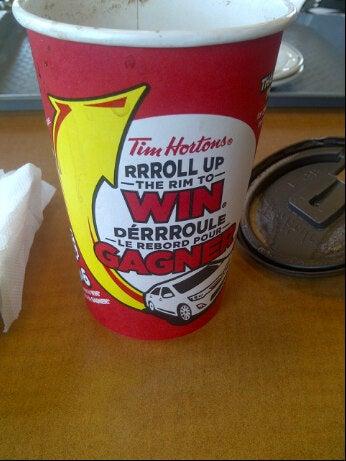 Tim Hortons®
RRROLL UP
THE RIM TO
WIN®
DÉRRROULE
LE REBORD POUR
GAGNER